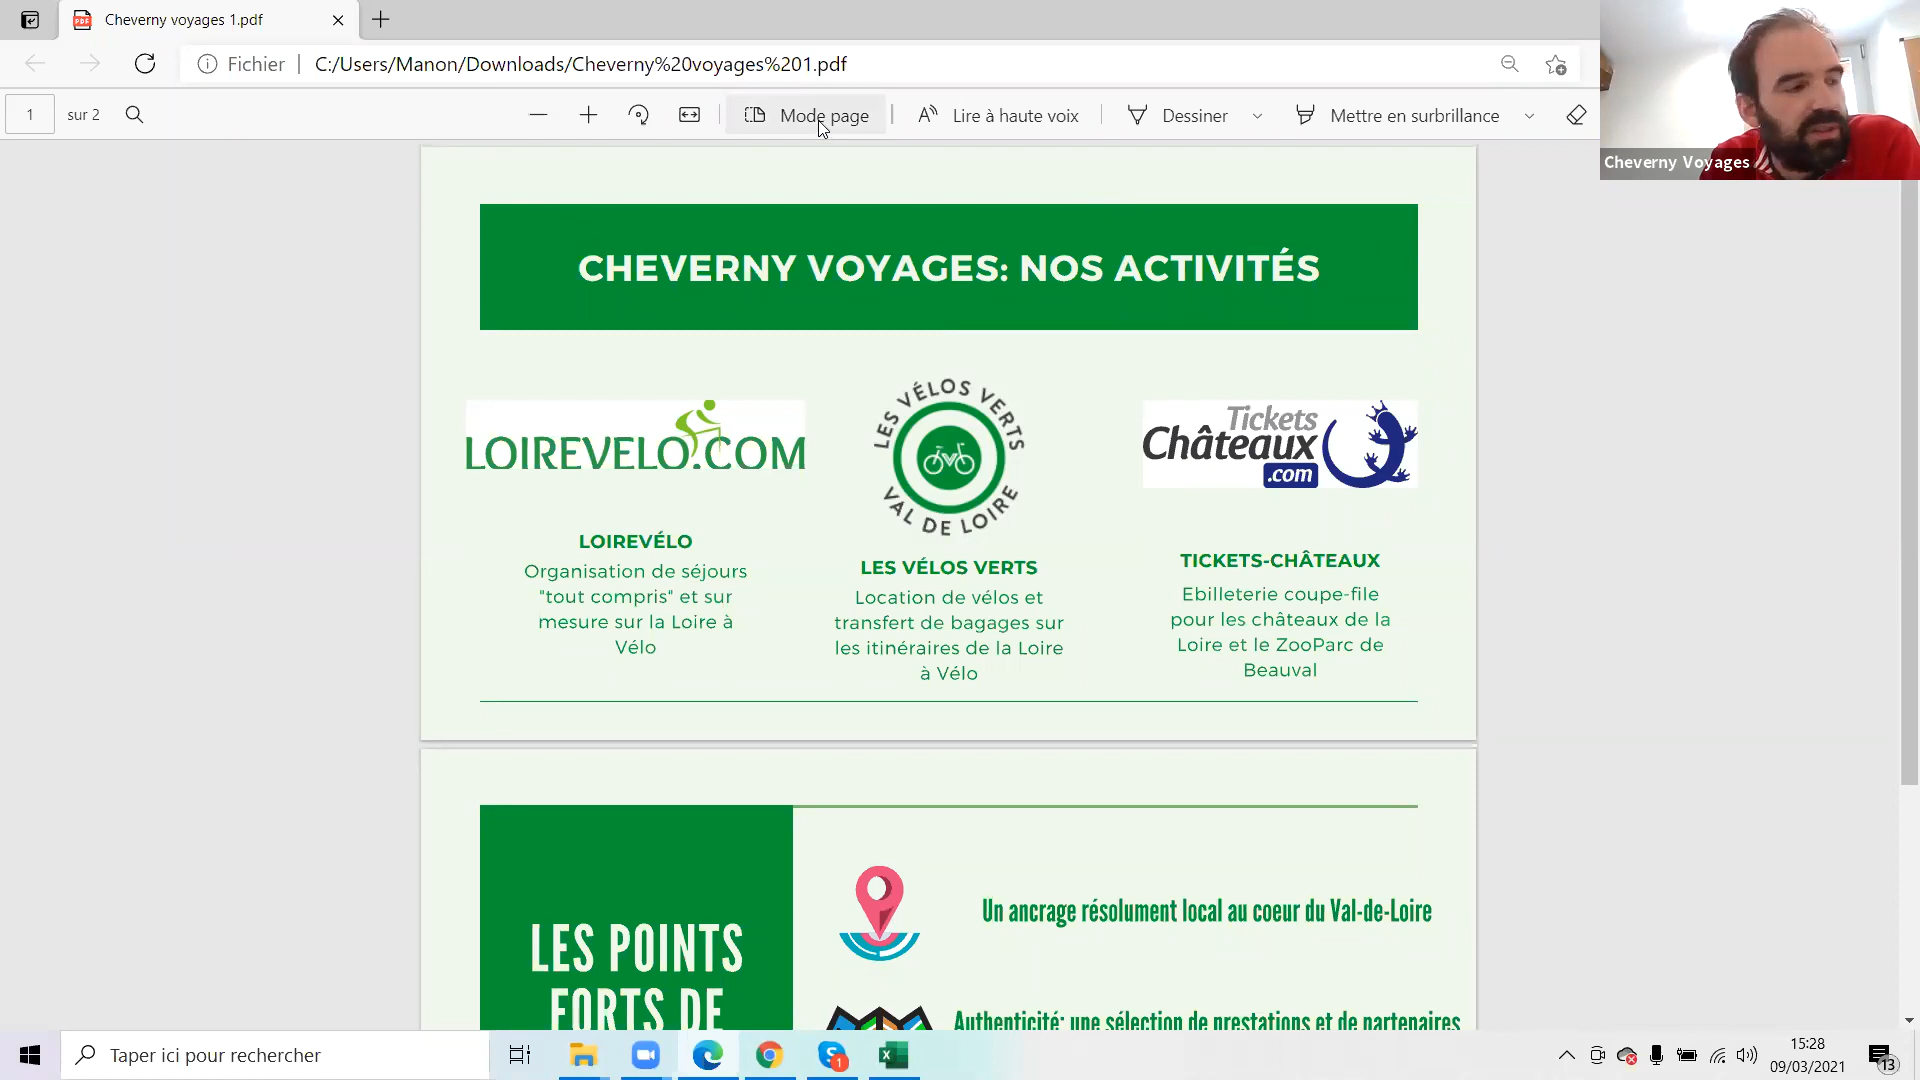 Cheverny voyages 1.pdf
Fichier
C:/Users/Manon/Downloads/Cheverny%20voyages%201.pdf
1
sur 2
Mode page
Lire à haute voix
Dessiner
Mettre en surbrillance
Cheverny Voyages
CHEVERNY VOYAGES: NOS ACTIVITÉS
LOIREVELO.COM
LES VÉLOS VERTS
VAL DE LOIRE
Tickets
Châteaux
.com
LOIREVÉLO
Organisation de séjours
"tout compris" et sur
mesure sur la Loire à
Vélo
LES VÉLOS VERTS
Location de vélos et
transfert de bagages sur
les itinéraires de la Loire
à Vélo
TICKETS-CHÂTEAUX
Ebilleterie coupe-file
pour les châteaux de la
Loire et le ZooParc de
Beauval
LES POINTS
FORTS DE
Un ancrage résolument local au coeur du Val-de-Loire
Authenticité: une sélection de prestations et de partenaires
Taper ici pour rechercher
1
15:28
09/03/2021
13